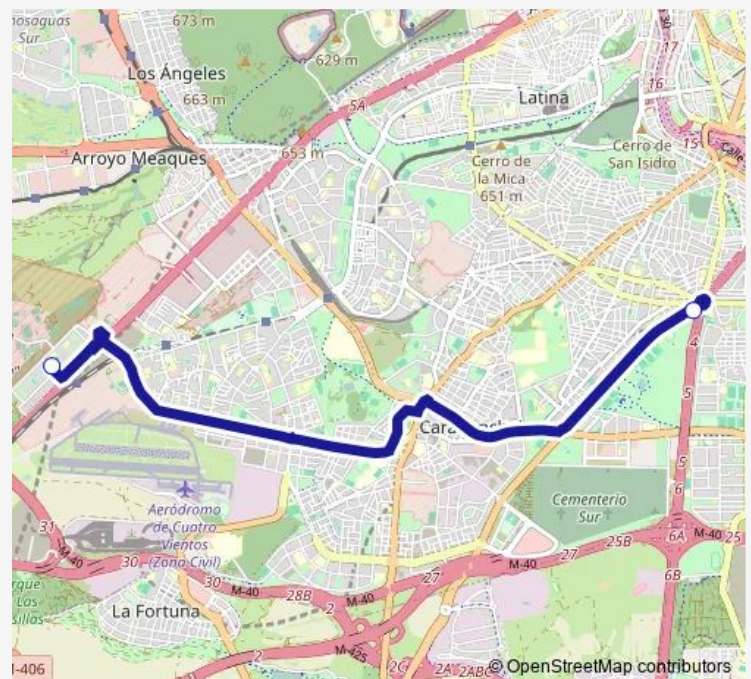 673 m
Los Ángeles
629 m
17
663 m
5A
Latina
16
653 m
Cerro de
San Isidro
15
Arroyo Meaques
Cerro de
la Mica
651 m
Calle
4
5
5
6
Cementerio
Sur
Aeródromo
de Cuatro
Vientos
(Zona Civil)
31
M-40
30
30
M-40
28B
2
M-40
27
M-40
27
25B
6A
M-40
25
6B
La Fortuna
M-425
2
2C
2A
2ABC
© OpenStreetMap contributors